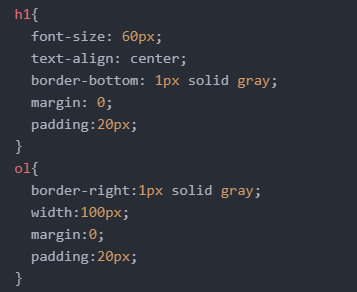 h1{
  font-size: 60px;
  text-align: center;
  border-bottom: 1px solid gray;
  margin: 0;
  padding:20px;
}
ol{
  border-right:1px solid gray;
  width:100px;
  margin:0;
  padding:20px;
}